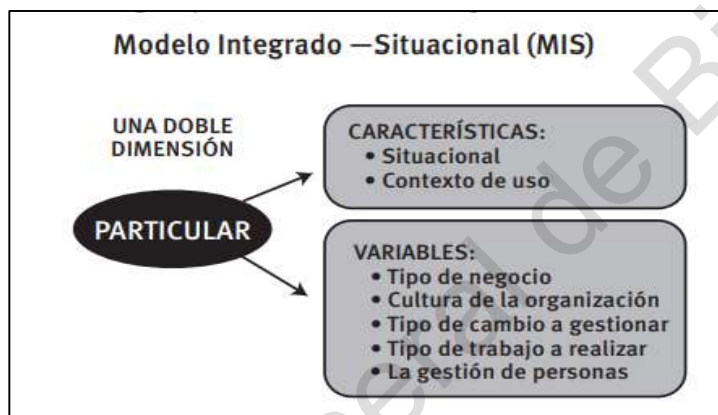 Modelo Integrado —Situacional (MIS)
UNA DOBLE
DIMENSIÓN
PARTICULAR
CARACTERÍSTICAS:
• Situacional
• Contexto de uso
VARIABLES:
• Tipo de negocio
• Cultura de la organización
• Tipo de cambio a gestionar
• Tipo de trabajo a realizar
• La gestión de personas